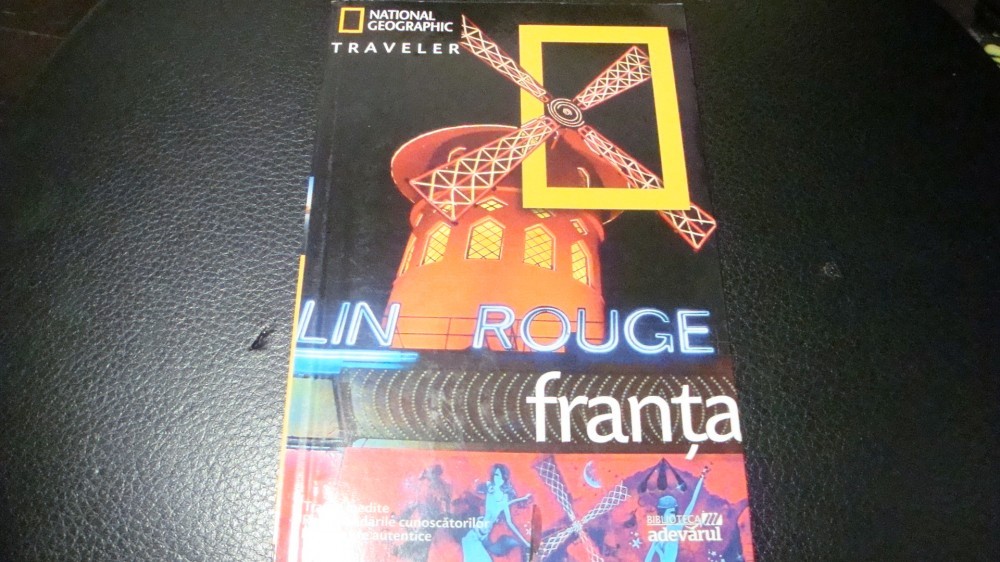 NATIONAL
GEOGRAPHIC
TRAVELER
LIN ROUGE
franța
cunoscătorilor
autentice
BIBLIOTECA
adevărul